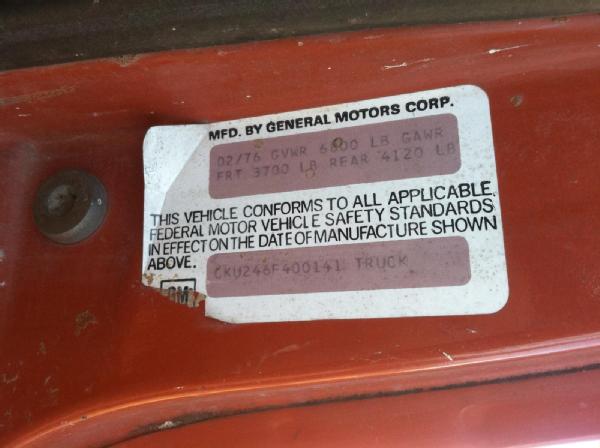 MFD. BY GENERAL MOTORS CORP.
02/76 GVWR 6800 LB GAWR
FRT 3700 LB REAR 4120 LB
THIS VEHICLE CONFORMS TO ALL APPLICABLE
FEDERAL MOTOR VEHICLE SAFETY STANDARDS
IN EFFECT ON THE DATE OF MANUFACTURE SHOWN
ABOVE.
CKU246F400141 TRUCK
GM